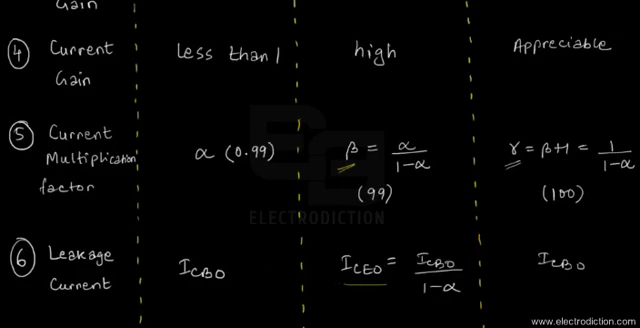 Gain
④ Current Gain
less than 1
high
Appreciable
⑤ Current Multiplication factor
α (0.99)
β = α / 1-α
(99)
γ = β+1 = 1 / 1-α
(100)
ELECTRODICTION
⑥ Leakage Current
ICBO
ICEO = ICBO / 1-α
ICBO
www.electrodiction.com